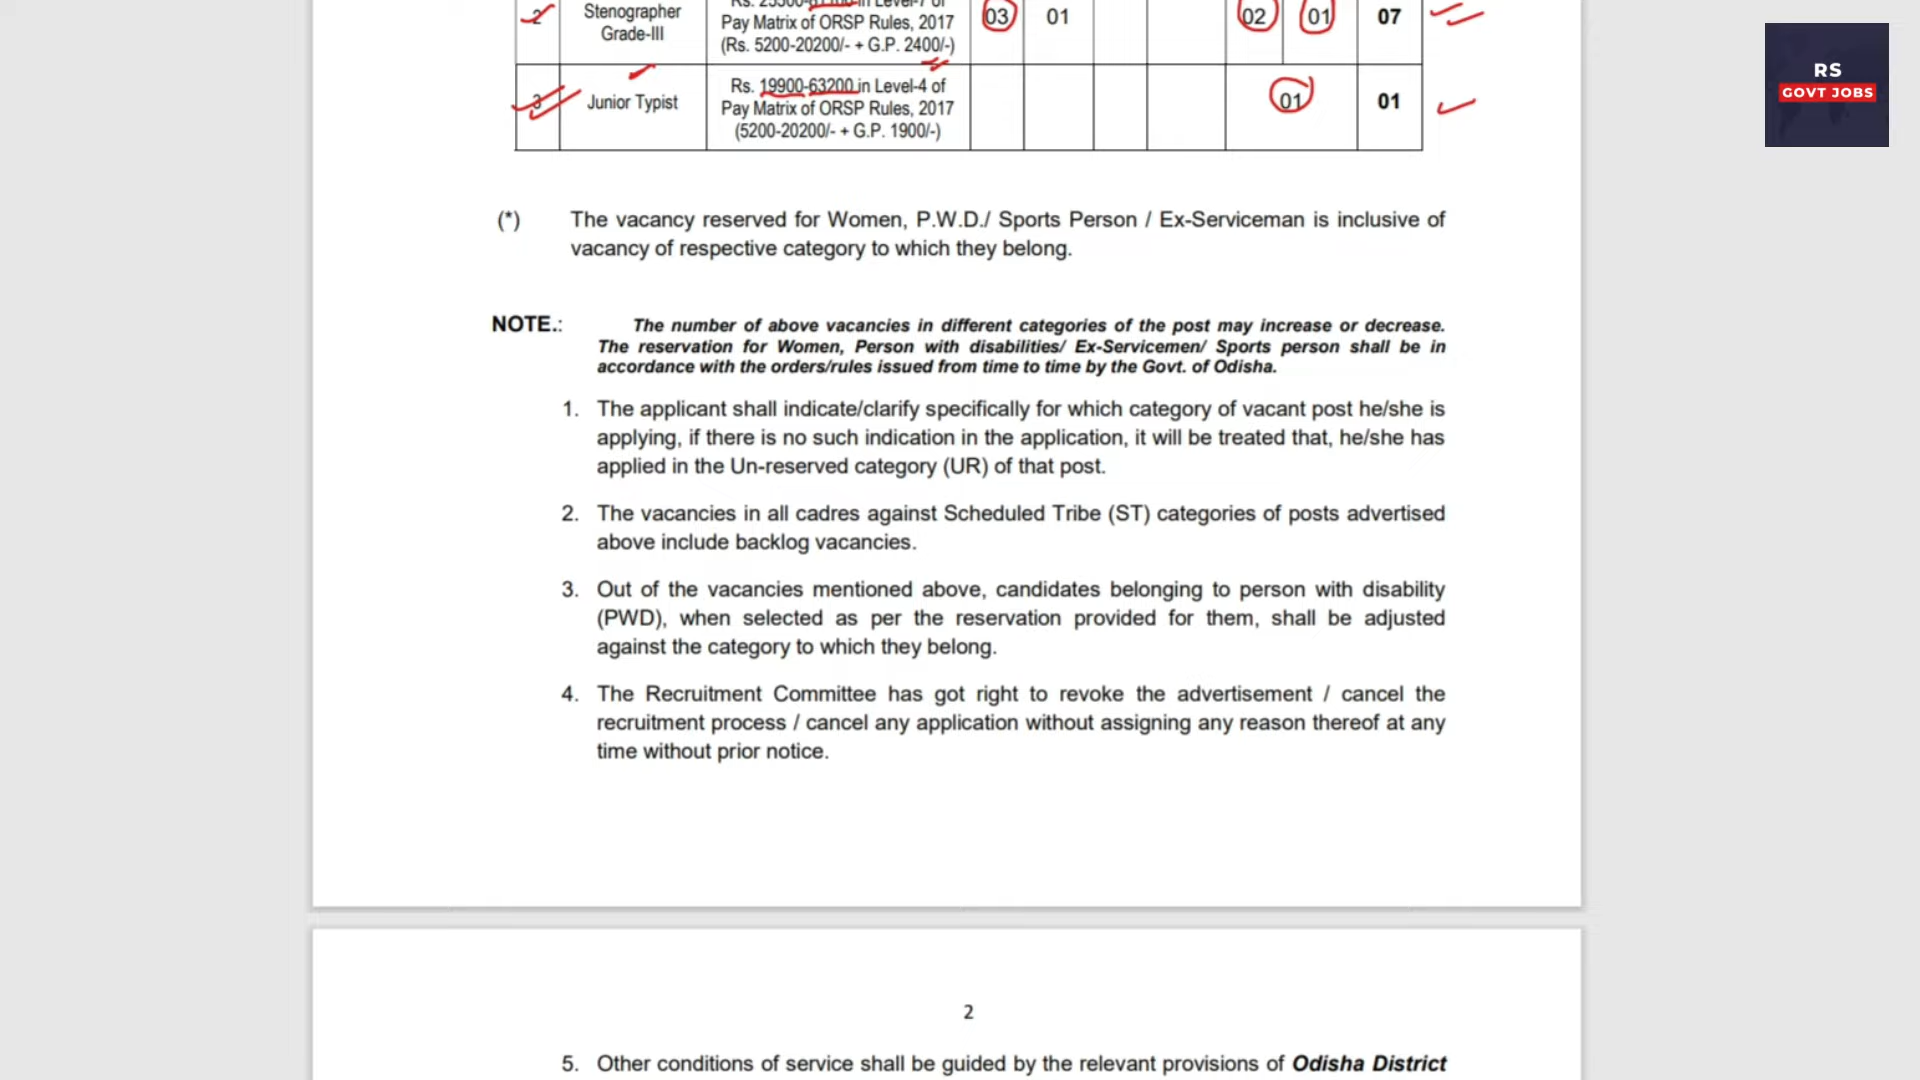 RS
GOVT JOBS
2 Stenographer Grade-III 03 01 02 01 07
Pay Matrix of ORSP Rules, 2017
(Rs. 5200-20200/- + G.P. 2400/-)
3 Junior Typist Rs. 19900-63200 in Level-4 of 01 01
Pay Matrix of ORSP Rules, 2017
(5200-20200/- + G.P. 1900/-)
(*) The vacancy reserved for Women, P.W.D./ Sports Person / Ex-Serviceman is inclusive of
vacancy of respective category to which they belong.
NOTE.: The number of above vacancies in different categories of the post may increase or decrease.
The reservation for Women, Person with disabilities/ Ex-Servicemen/ Sports person shall be in
accordance with the orders/rules issued from time to time by the Govt. of Odisha.
1. The applicant shall indicate/clarify specifically for which category of vacant post he/she is
applying, if there is no such indication in the application, it will be treated that, he/she has
applied in the Un-reserved category (UR) of that post.
2. The vacancies in all cadres against Scheduled Tribe (ST) categories of posts advertised
above include backlog vacancies.
3. Out of the vacancies mentioned above, candidates belonging to person with disability
(PWD), when selected as per the reservation provided for them, shall be adjusted
against the category to which they belong.
4. The Recruitment Committee has got right to revoke the advertisement / cancel the
recruitment process / cancel any application without assigning any reason thereof at any
time without prior notice.
2
5. Other conditions of service shall be guided by the relevant provisions of Odisha District